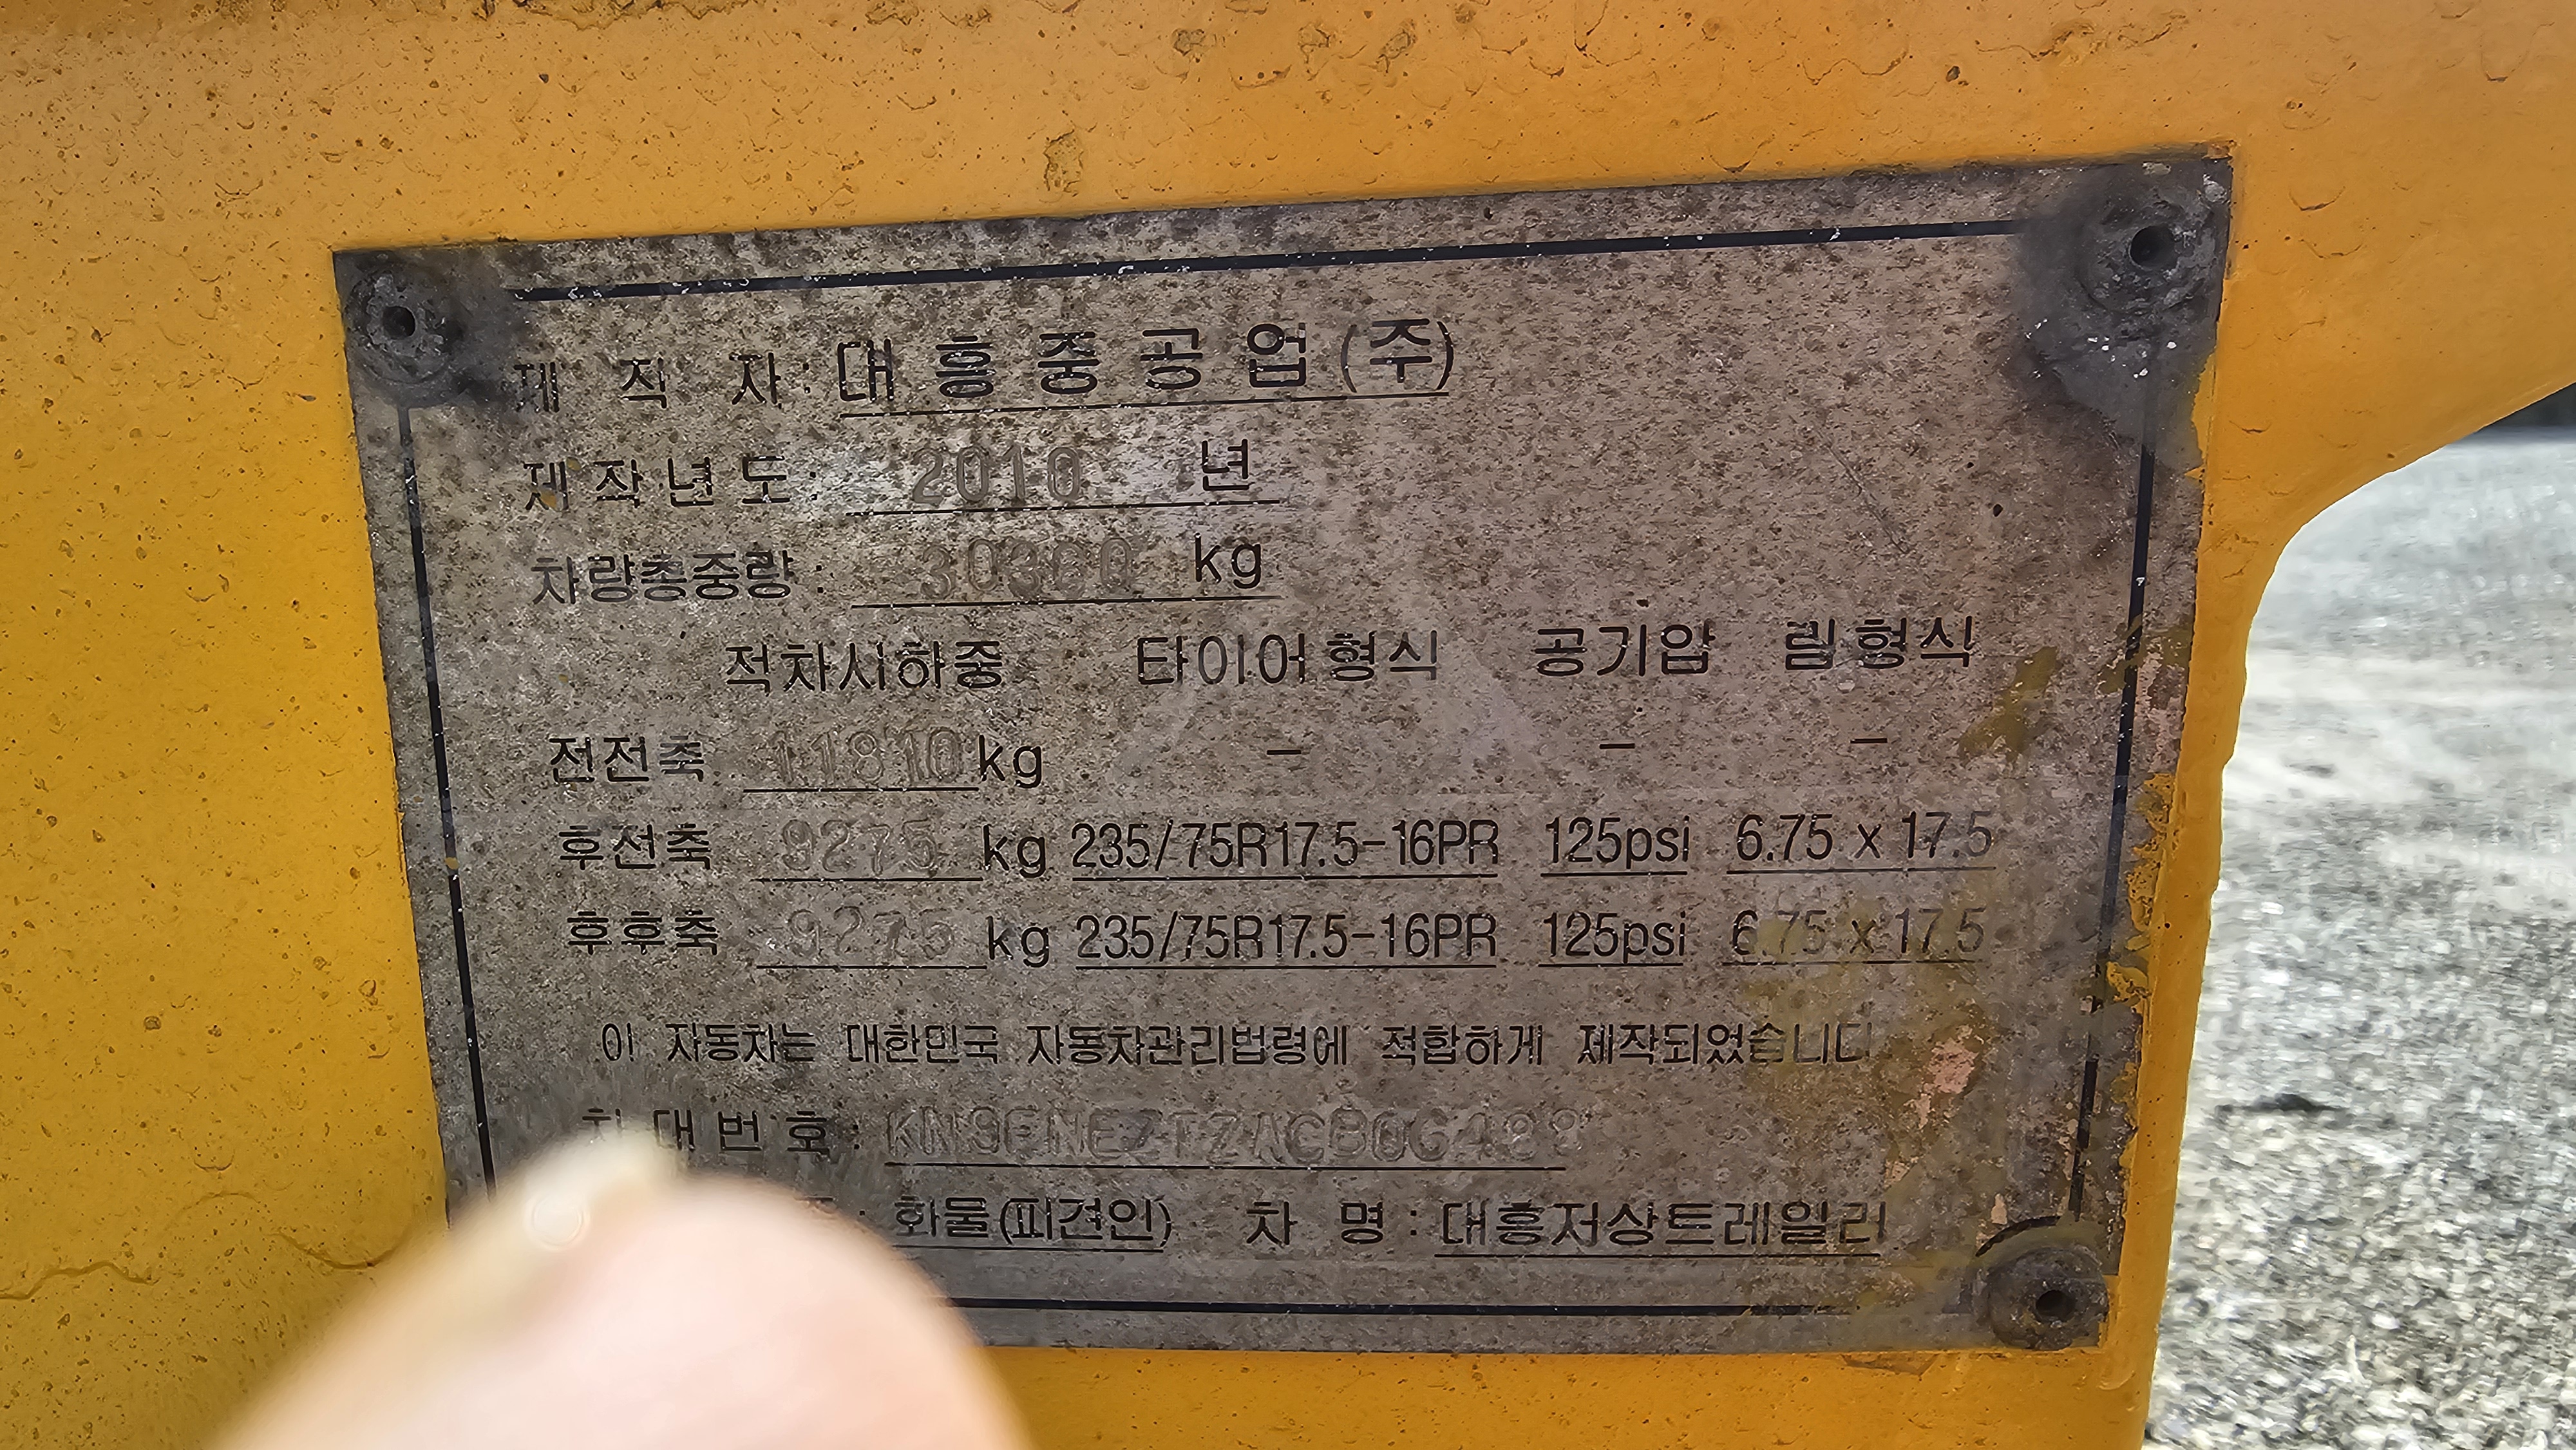 제 작 자 : 대 흥 중 공 업 (주)
제 작 년 도 : 2010 년
차량총중량 : 30360 kg
적차시하중 타이어형식 공기압 림형식
전전축 11810 kg - - -
후전축 9275 kg 235/75R17.5-16PR 125psi 6.75 x 17.5
후후축 9275 kg 235/75R17.5-16PR 125psi 6.75 x 17.5
이 자동차는 대한민국 자동차관리법령에 적합하게 제작되었습니다
차 대 번 호 :
: 화물(피견인) 차 명 : 대흥저상트레일러